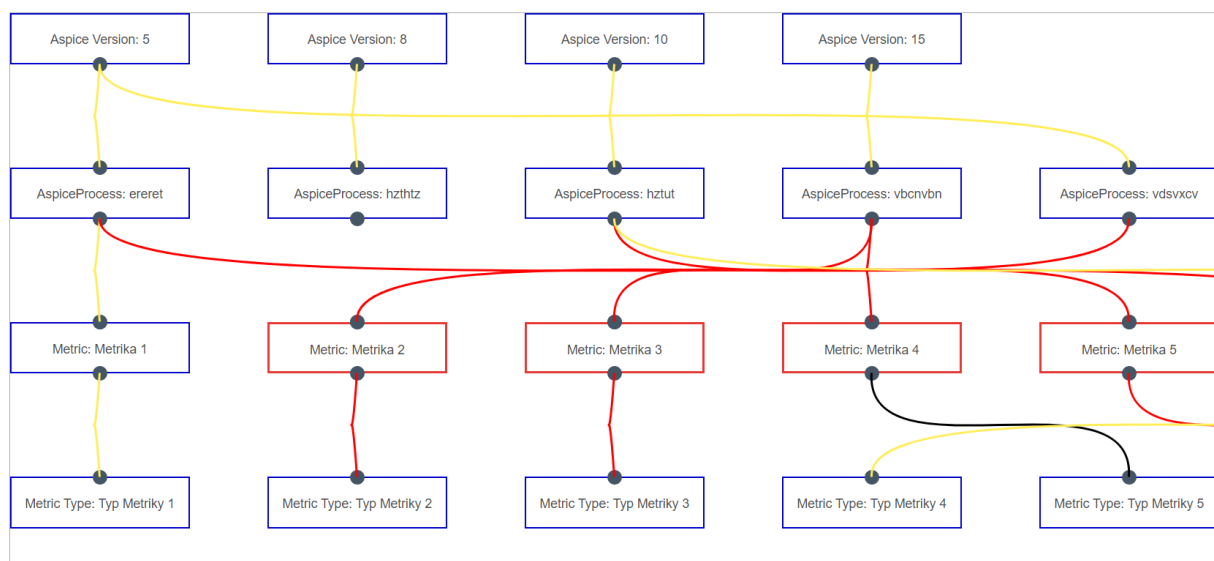 Aspice Version: 5
Aspice Version: 8
Aspice Version: 10
Aspice Version: 15
AspiceProcess: ereret
AspiceProcess: hzthtz
AspiceProcess: hztut
AspiceProcess: vbcnvbn
AspiceProcess: vdsvxcv
Metric: Metrika 1
Metric: Metrika 2
Metric: Metrika 3
Metric: Metrika 4
Metric: Metrika 5
Metric Type: Typ Metriky 1
Metric Type: Typ Metriky 2
Metric Type: Typ Metriky 3
Metric Type: Typ Metriky 4
Metric Type: Typ Metriky 5